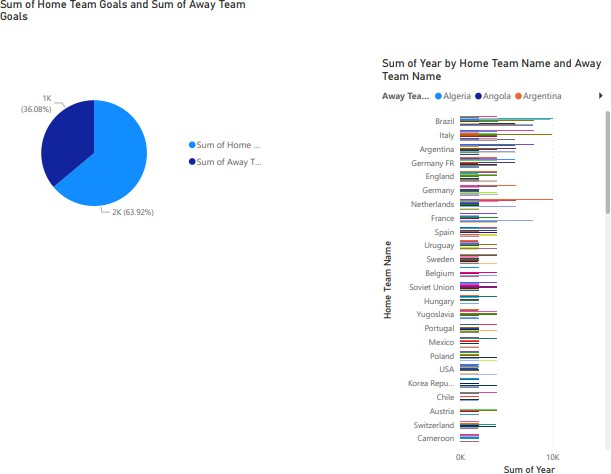 Sum of Home Team Goals and Sum of Away Team
Goals
1K
(36.08%)
2K (63.92%)
Sum of Home ...
Sum of Away T...
Sum of Year by Home Team Name and Away
Team Name
Away Tea... Algeria Angola Argentina
Home Team Name
Brazil
Italy
Argentina
Germany FR
England
Germany
Netherlands
France
Spain
Uruguay
Sweden
Belgium
Soviet Union
Hungary
Yugoslavia
Portugal
Mexico
Poland
USA
Korea Repu...
Chile
Austria
Switzerland
Cameroon
0K 10K
Sum of Year